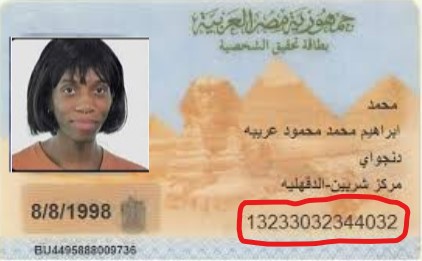 جمهورية مصر العربية
بطاقة تحقيق الشخصية
محمد
ابراهيم محمد محمود عريبه
دنجواي
مركز شربين-الدقهليه
8/8/1998
13233032344032
BU4495888009736